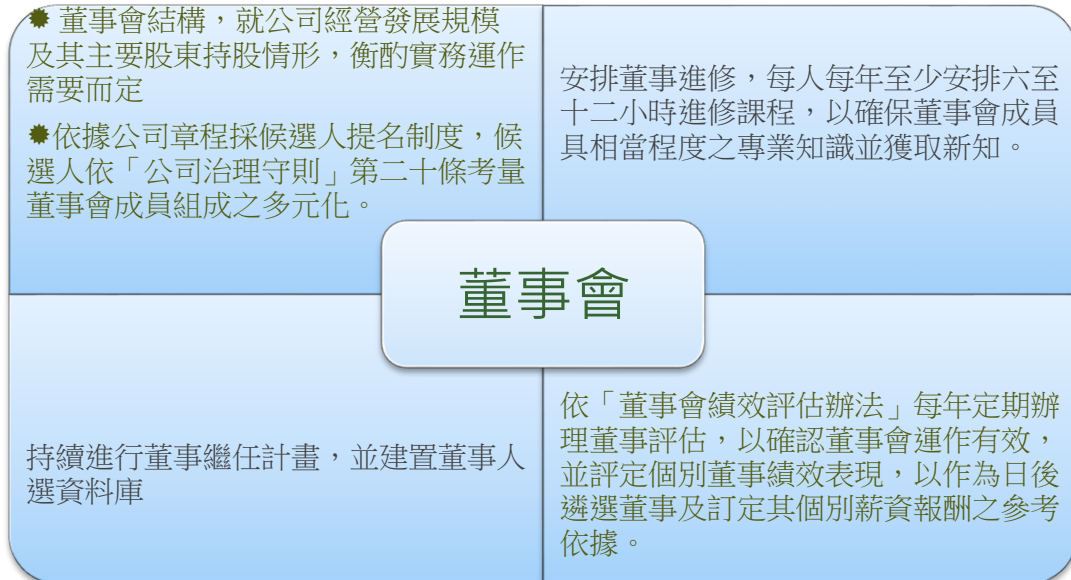 ✹ 董事會結構，就公司經營發展規模
及其主要股東持股情形，衡酌實務運作
需要而定
✹依據公司章程採候選人提名制度，候
選人依「公司治理守則」第二十條考量
董事會成員組成之多元化。
安排董事進修，每人每年至少安排六至
十二小時進修課程，以確保董事會成員
具相當程度之專業知識並獲取新知。
董事會
持續進行董事繼任計畫，並建置董事人
選資料庫
依「董事會績效評估辦法」每年定期辦
理董事評估，以確認董事會運作有效，
並評定個別董事績效表現，以作為日後
遴選董事及訂定其個別薪資報酬之參考
依據。